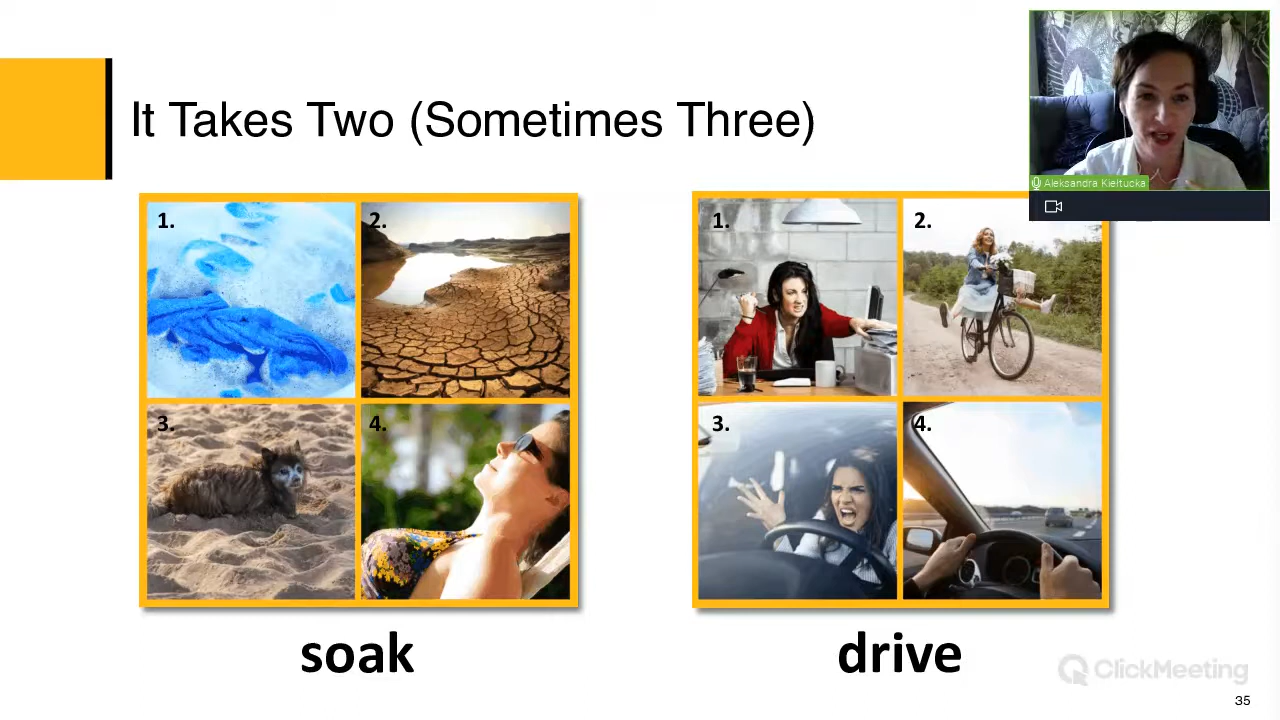 It Takes Two (Sometimes Three)
Aleksandra Kiełtucka
1.
2.
3.
4.
soak
1.
2.
3.
4.
drive
ClickMeeting
35